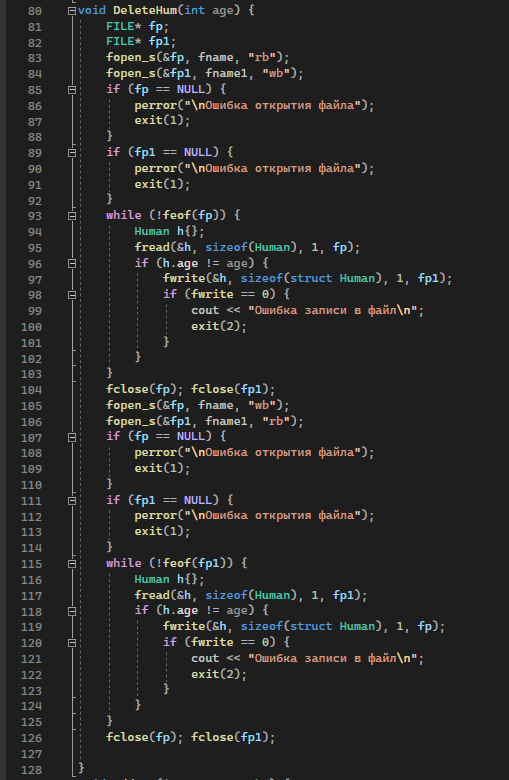 80 void DeleteHum(int age) {
81 FILE* fp;
82 FILE* fp1;
83 fopen_s(&fp, fname, "rb");
84 fopen_s(&fp1, fname1, "wb");
85 if (fp == NULL) {
86 perror("\nОшибка открытия файла");
87 exit(1);
88 }
89 if (fp1 == NULL) {
90 perror("\nОшибка открытия файла");
91 exit(1);
92 }
93 while (!feof(fp)) {
94 Human h{};
95 fread(&h, sizeof(Human), 1, fp);
96 if (h.age != age) {
97 fwrite(&h, sizeof(struct Human), 1, fp1);
98 if (fwrite == 0) {
99 cout << "Ошибка записи в файл\n";
100 exit(2);
101 }
102 }
103 }
104 fclose(fp); fclose(fp1);
105 fopen_s(&fp, fname, "wb");
106 fopen_s(&fp1, fname1, "rb");
107 if (fp == NULL) {
108 perror("\nОшибка открытия файла");
109 exit(1);
110 }
111 if (fp1 == NULL) {
112 perror("\nОшибка открытия файла");
113 exit(1);
114 }
115 while (!feof(fp1)) {
116 Human h{};
117 fread(&h, sizeof(Human), 1, fp1);
118 if (h.age != age) {
119 fwrite(&h, sizeof(struct Human), 1, fp);
120 if (fwrite == 0) {
121 cout << "Ошибка записи в файл\n";
122 exit(2);
123 }
124 }
125 }
126 fclose(fp); fclose(fp1);
127
128 }